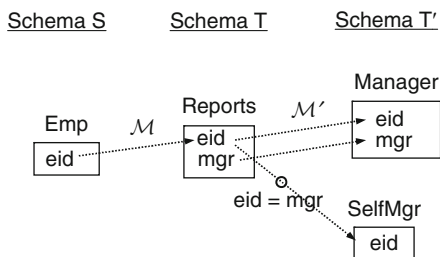 Schema S
Schema T
Schema T′
Manager
Reports
ℳ′
eid
mgr
Emp
ℳ
eid
mgr
eid
eid = mgr
SelfMgr
eid